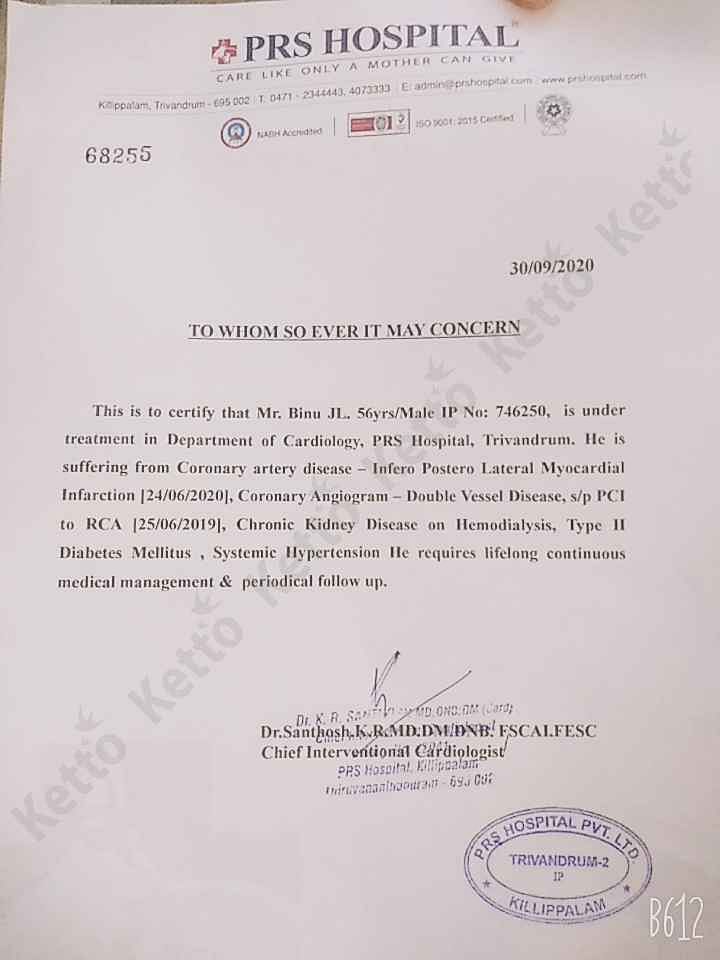 PRS HOSPITAL
CARE LIKE ONLY A MOTHER CAN GIVE
Killippalam, Trivandrum - 695 002 | T: 0471 - 2344443, 4073333 | E: admin@prshospital.com | www.prshospital.com
NABH Accredited | ISO 9001: 2015 Certified
68255
30/09/2020
TO WHOM SO EVER IT MAY CONCERN
This is to certify that Mr. Binu JL. 56yrs/Male IP No: 746250, is under
treatment in Department of Cardiology, PRS Hospital, Trivandrum. He is
suffering from Coronary artery disease – Infero Postero Lateral Myocardial
Infarction [24/06/2020], Coronary Angiogram – Double Vessel Disease, s/p PCI
to RCA [25/06/2019], Chronic Kidney Disease on Hemodialysis, Type II
Diabetes Mellitus , Systemic Hypertension He requires lifelong continuous
medical management & periodical follow up.
Dr. K. R. MD.DNB.DM (Card)
Dr.Santhosh.K.R.MD.DM.DNB. FSCAI.FESC
Chief Interventional Cardiologist
PRS Hospital, Killippalam
Thiruvananthapuram - 695 002
PRS HOSPITAL PVT. LTD.
TRIVANDRUM-2
IP
KILLIPPALAM
Ketto Ketto Ketto Ketto Ketto Ketto
B612